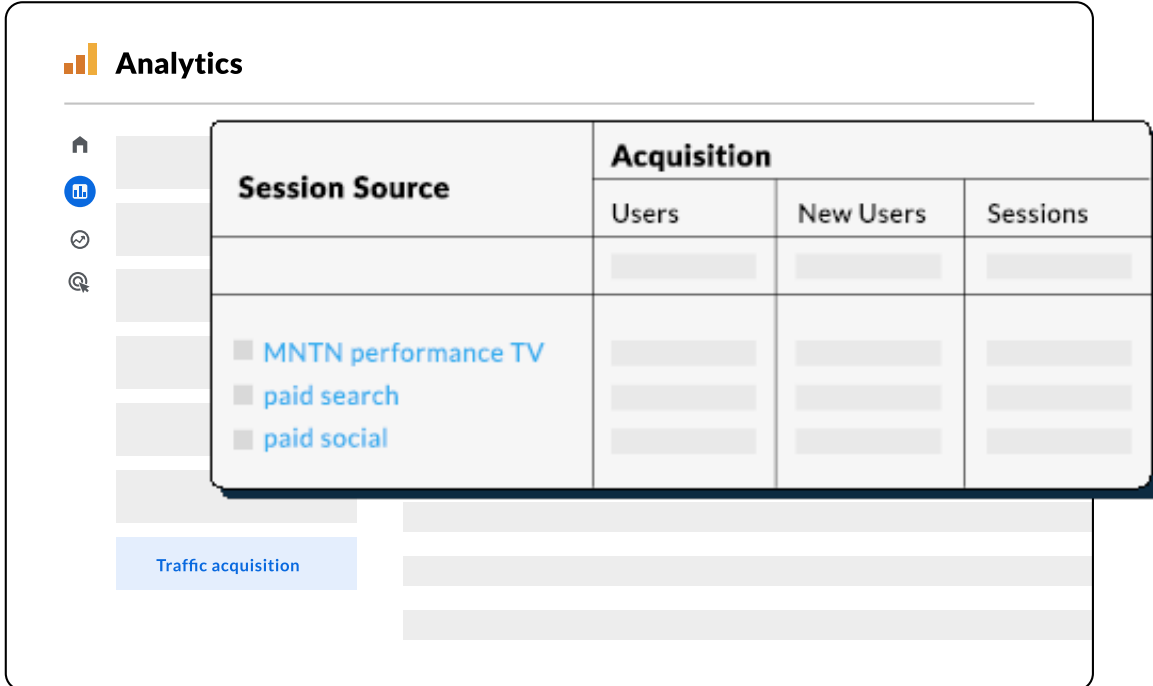 Analytics
Session Source
Acquisition
Users
New Users
Sessions
MNTN performance TV
paid search
paid social
Traffic acquisition